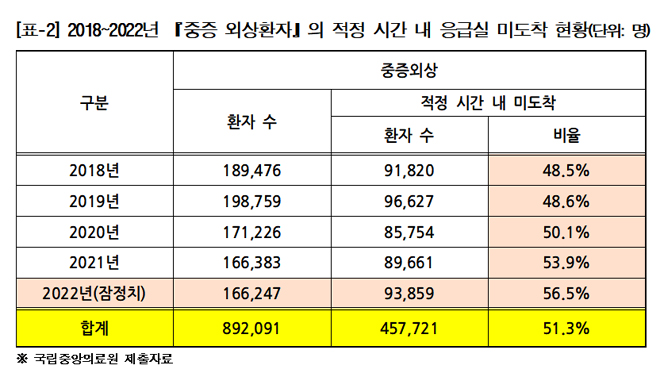 [표-2] 2018~2022년 『중증 외상환자』의 적정 시간 내 응급실 미도착 현황(단위: 명)
구분 중증외상
환자 수 적정 시간 내 미도착
환자 수 비율
2018년 189,476 91,820 48.5%
2019년 198,759 96,627 48.6%
2020년 171,226 85,754 50.1%
2021년 166,383 89,661 53.9%
2022년(잠정치) 166,247 93,859 56.5%
합계 892,091 457,721 51.3%
※ 국립중앙의료원 제출자료